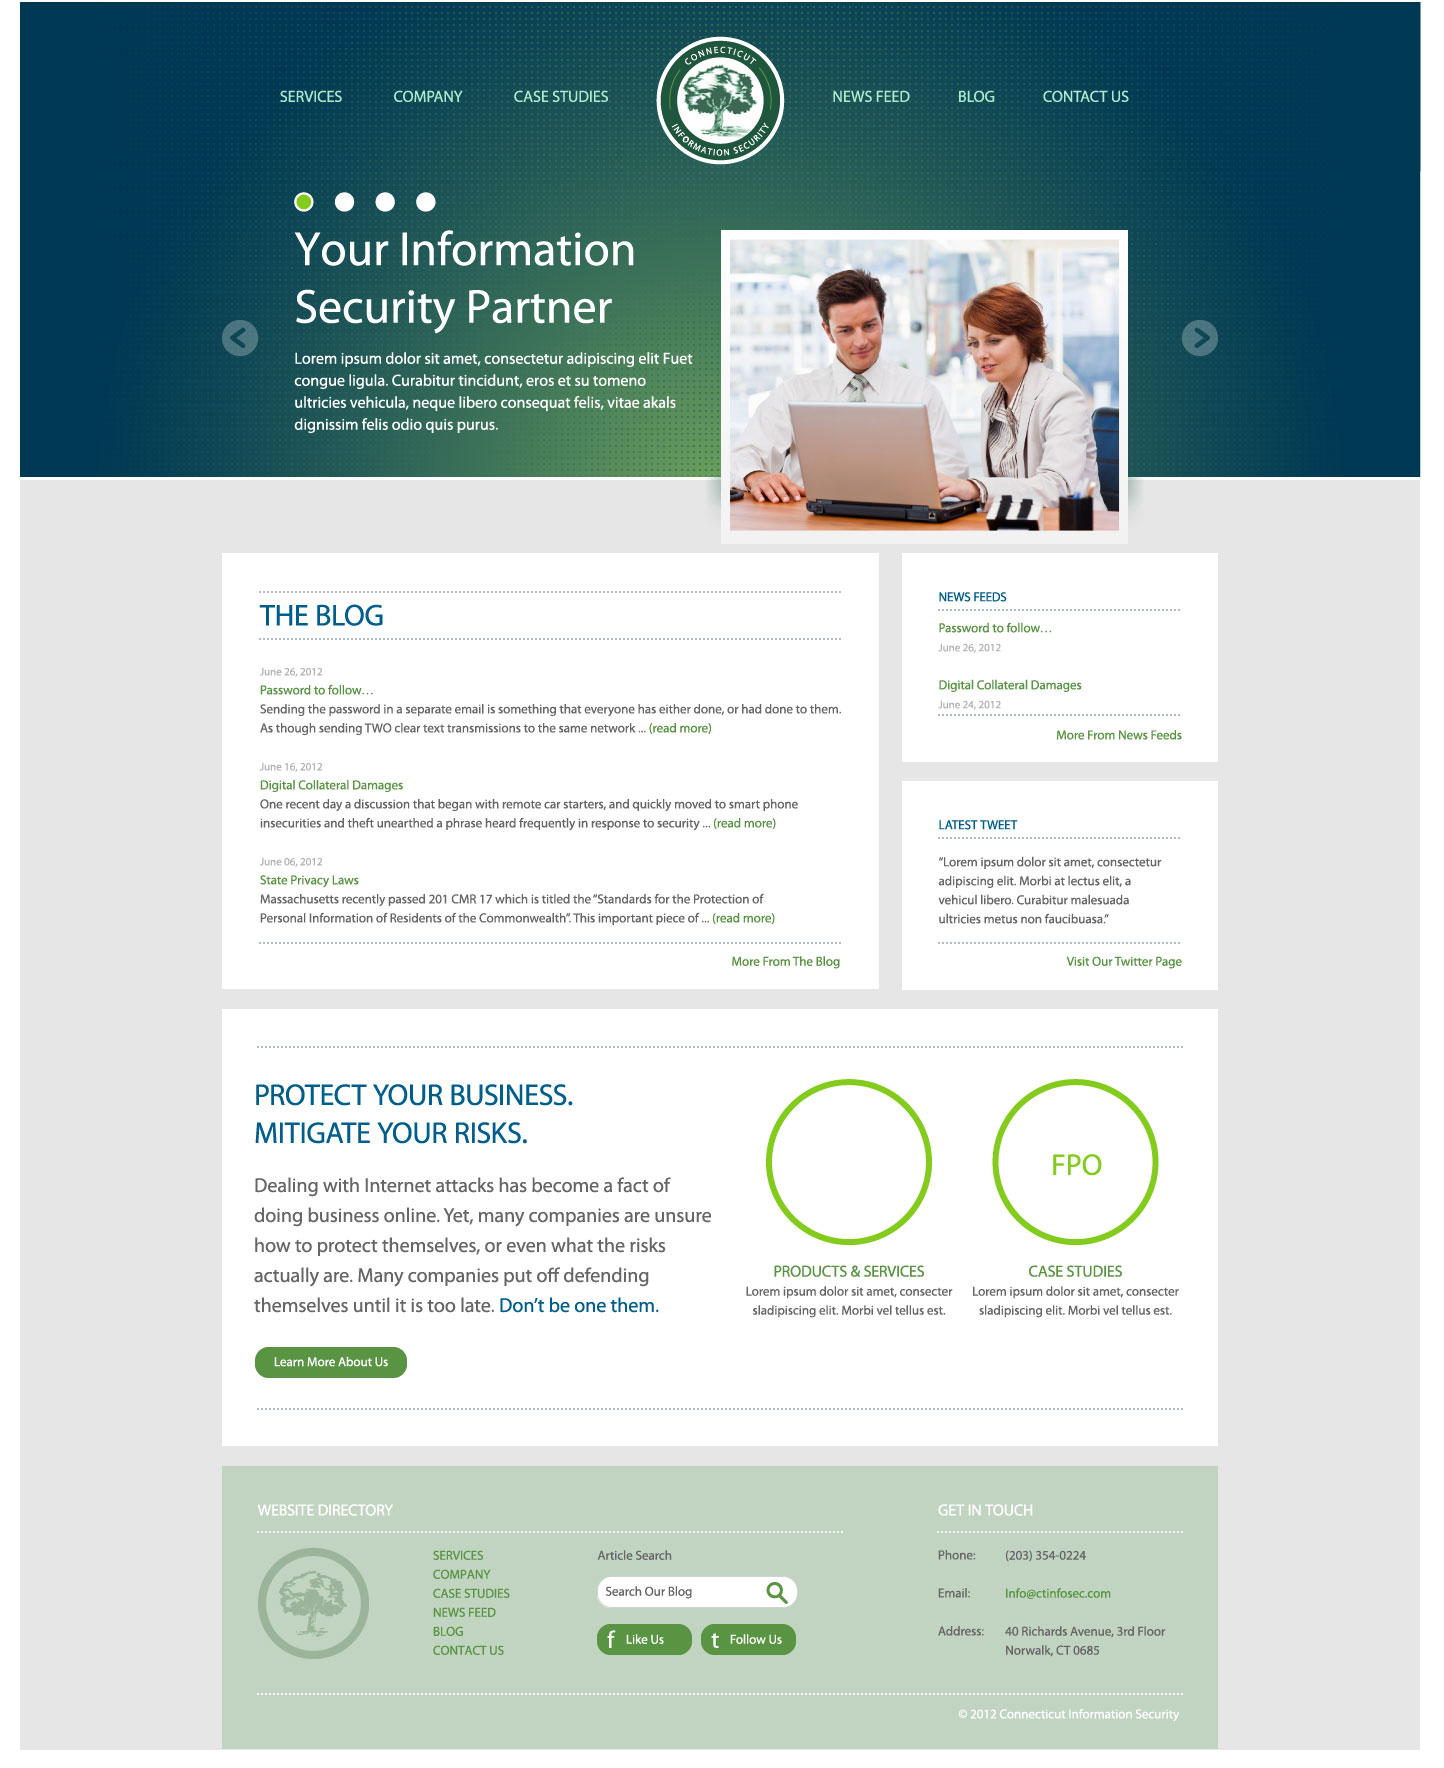 SERVICES
COMPANY
CASE STUDIES
CONNECTICUT
INFORMATION SECURITY
NEWS FEED
BLOG
CONTACT US
Your Information
Security Partner
Lorem ipsum dolor sit amet, consectetur adipiscing elit Fuet
congue ligula. Curabitur tincidunt, eros et su tomeno
ultricies vehicula, neque libero consequat felis, vitae akals
dignissim felis odio quis purus.
THE BLOG
June 26, 2012
Password to follow…
Sending the password in a separate email is something that everyone has either done, or had done to them.
As though sending TWO clear text transmissions to the same network ... (read more)
June 16, 2012
Digital Collateral Damages
One recent day a discussion that began with remote car starters, and quickly moved to smart phone
insecurities and theft unearthed a phrase heard frequently in response to security ... (read more)
June 06, 2012
State Privacy Laws
Massachusetts recently passed 201 CMR 17 which is titled the “Standards for the Protection of
Personal Information of Residents of the Commonwealth”. This important piece of ... (read more)
More From The Blog
NEWS FEEDS
Password to follow…
June 26, 2012
Digital Collateral Damages
June 24, 2012
More From News Feeds
LATEST TWEET
“Lorem ipsum dolor sit amet, consectetur
adipiscing elit. Morbi at lectus elit, a
vehicul libero. Curabitur malesuada
ultricies metus non faucibuasa.”
Visit Our Twitter Page
PROTECT YOUR BUSINESS.
MITIGATE YOUR RISKS.
Dealing with Internet attacks has become a fact of
doing business online. Yet, many companies are unsure
how to protect themselves, or even what the risks
actually are. Many companies put off defending
themselves until it is too late. Don’t be one them.
Learn More About Us
PRODUCTS & SERVICES
Lorem ipsum dolor sit amet, consecter
sladipiscing elit. Morbi vel tellus est.
FPO
CASE STUDIES
Lorem ipsum dolor sit amet, consecter
sladipiscing elit. Morbi vel tellus est.
WEBSITE DIRECTORY
SERVICES
COMPANY
CASE STUDIES
NEWS FEED
BLOG
CONTACT US
Article Search
Search Our Blog
f Like Us
t Follow Us
GET IN TOUCH
Phone: (203) 354-0224
Email: Info@ctinfosec.com
Address: 40 Richards Avenue, 3rd Floor
Norwalk, CT 0685
© 2012 Connecticut Information Security